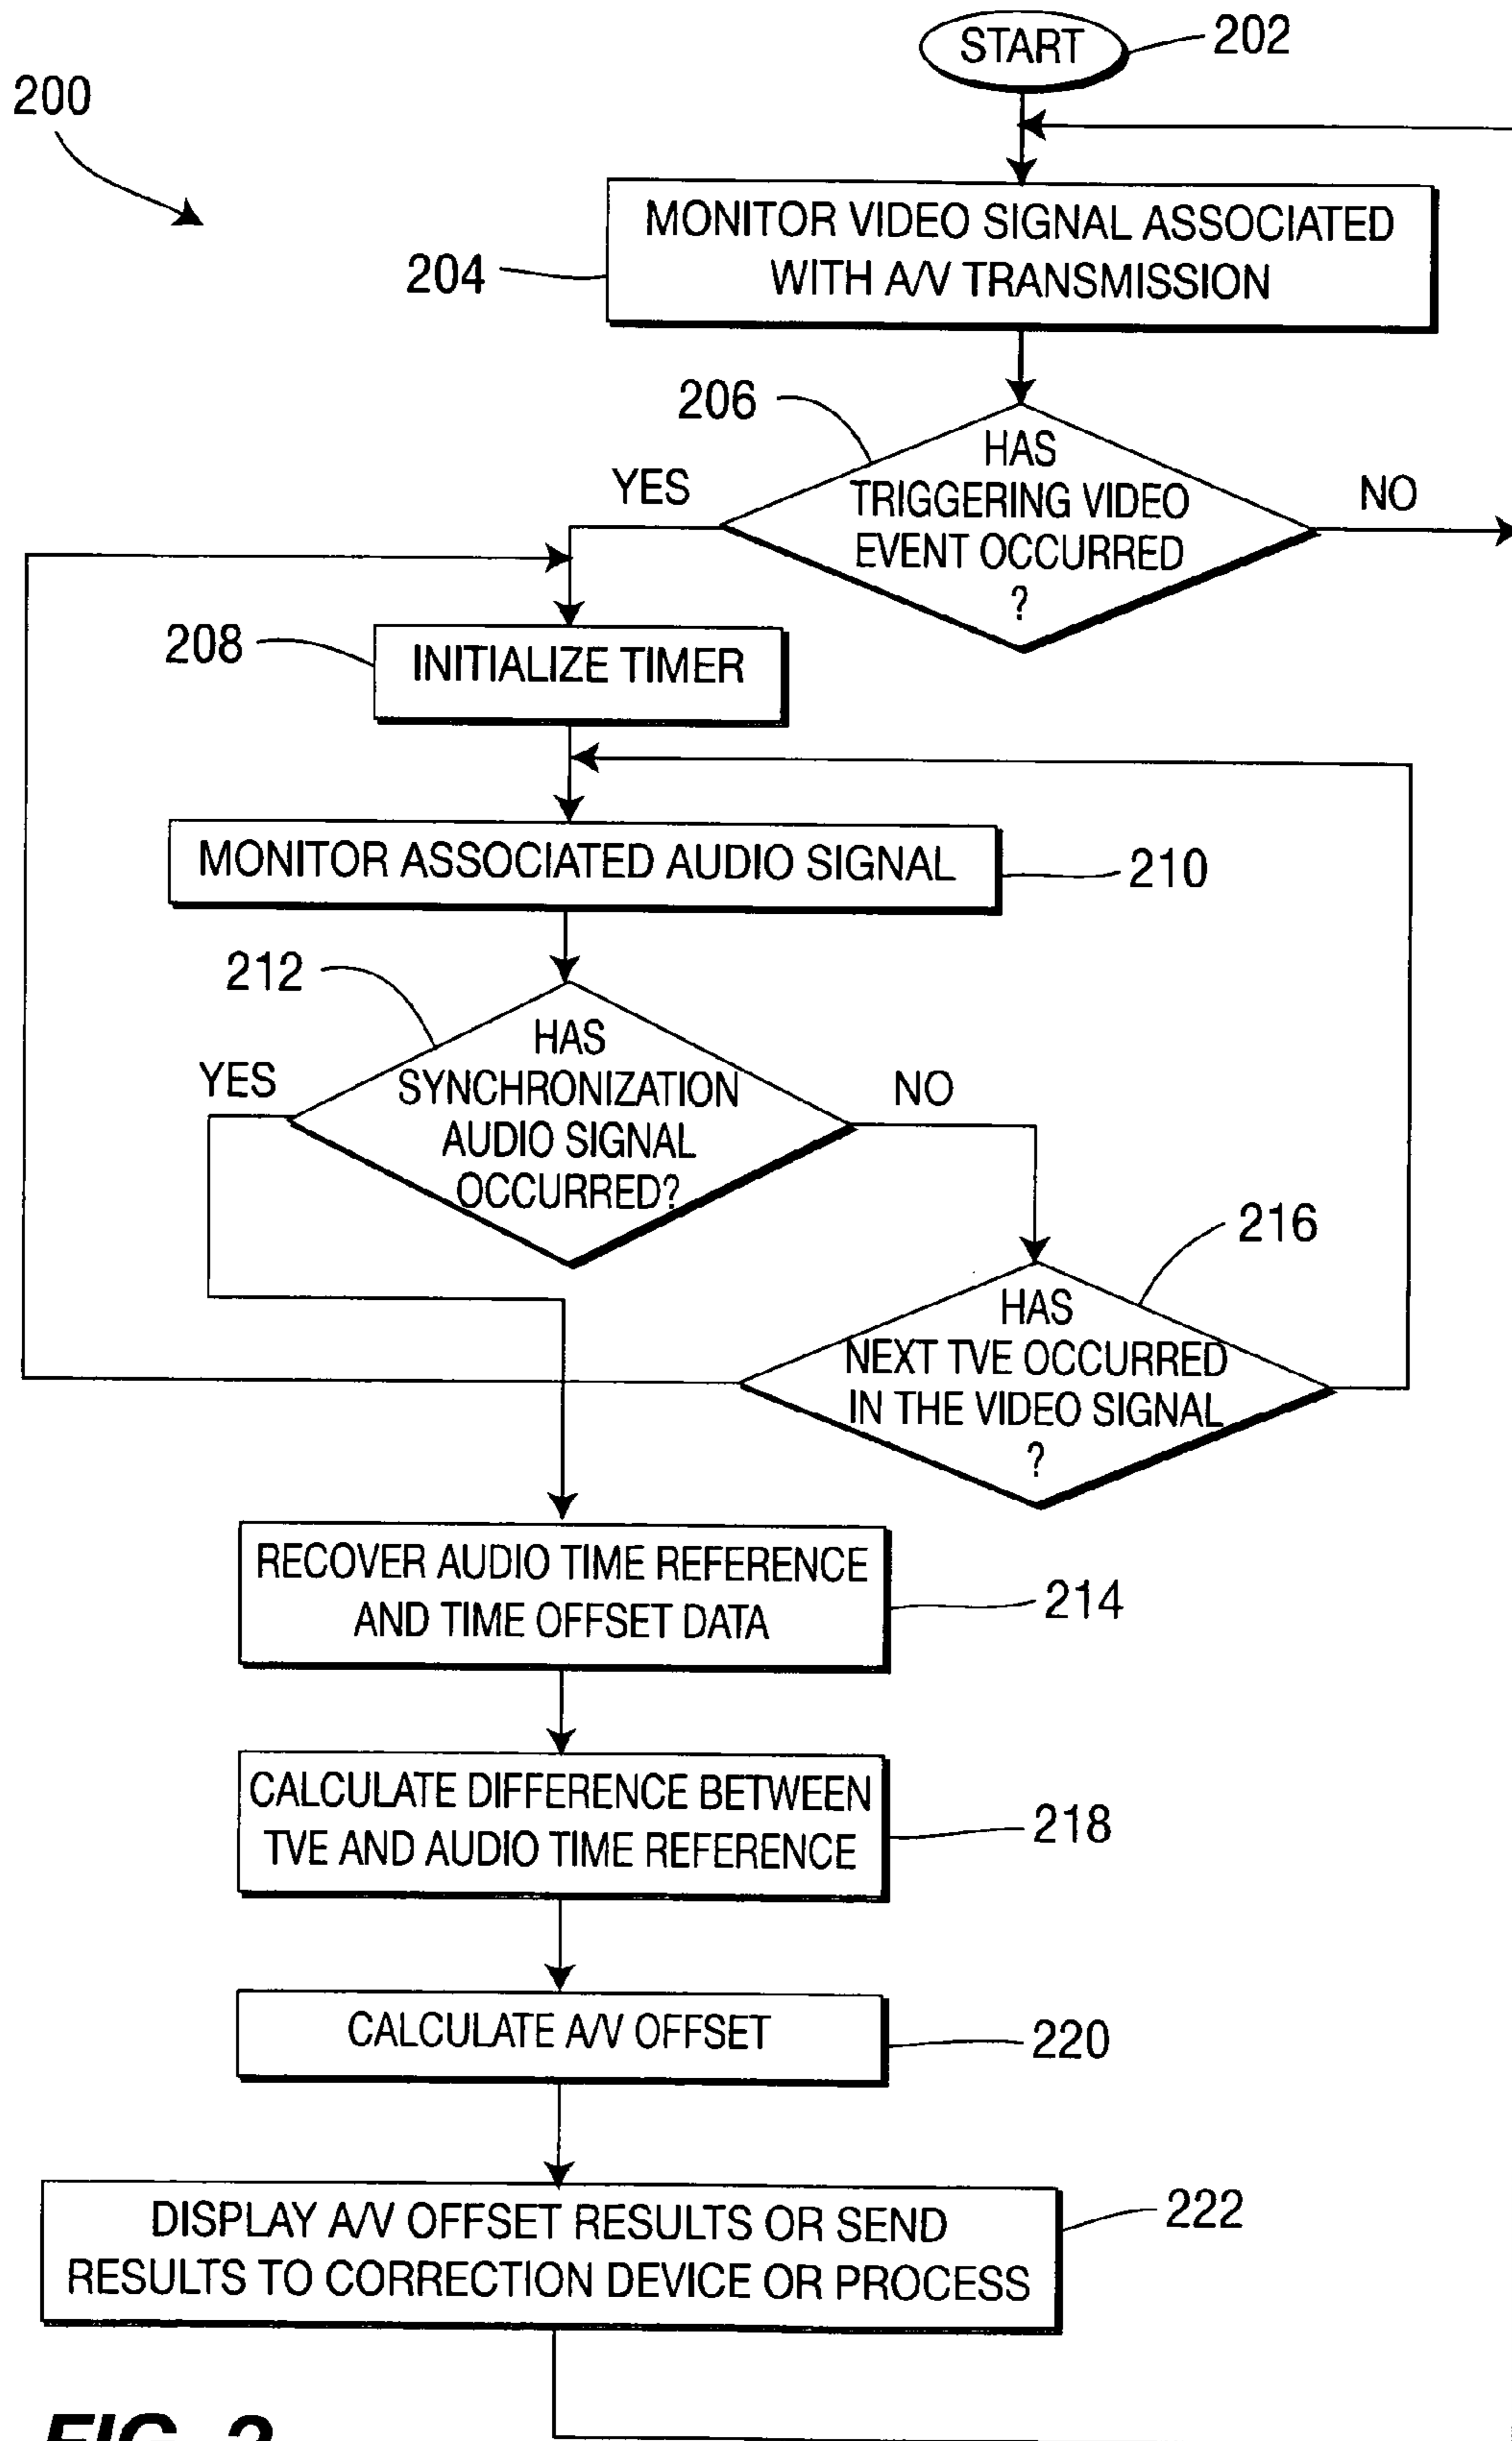 START
202
200
MONITOR VIDEO SIGNAL ASSOCIATED
WITH A/V TRANSMISSION
204
206
HAS
TRIGGERING VIDEO
EVENT OCCURRED
?
YES
NO
208
INITIALIZE TIMER
MONITOR ASSOCIATED AUDIO SIGNAL
210
212
HAS
SYNCHRONIZATION
AUDIO SIGNAL
OCCURRED?
YES
NO
216
HAS
NEXT TVE OCCURRED
IN THE VIDEO SIGNAL
?
RECOVER AUDIO TIME REFERENCE
AND TIME OFFSET DATA
214
CALCULATE DIFFERENCE BETWEEN
TVE AND AUDIO TIME REFERENCE
218
CALCULATE A/V OFFSET
220
DISPLAY A/V OFFSET RESULTS OR SEND
RESULTS TO CORRECTION DEVICE OR PROCESS
222
FIG. 2